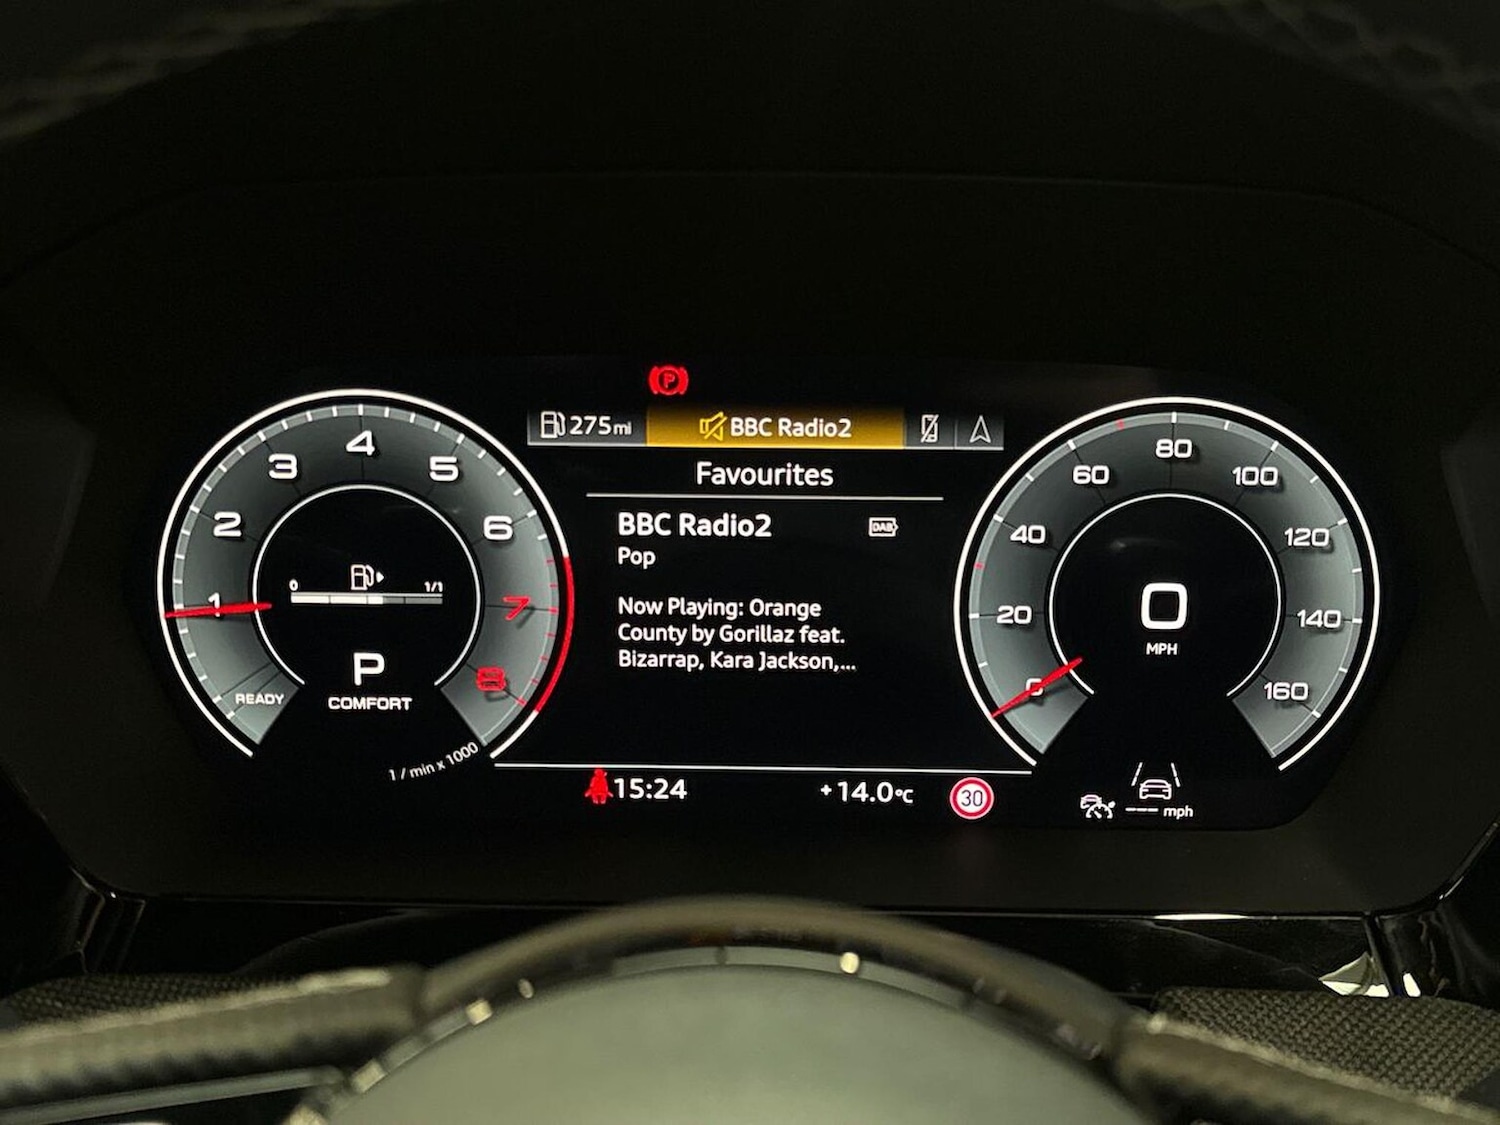 P
275mi
BBC Radio2
Favourites
BBC Radio2
DAB
Pop
Now Playing: Orange
County by Gorillaz feat.
Bizarrap, Kara Jackson,...
1
2
3
4
5
6
7
8
0
1/1
P
COMFORT
READY
1 / min x 1000
0
20
40
60
80
100
120
140
160
0
MPH
15:24
+14.0°C
30
--- mph